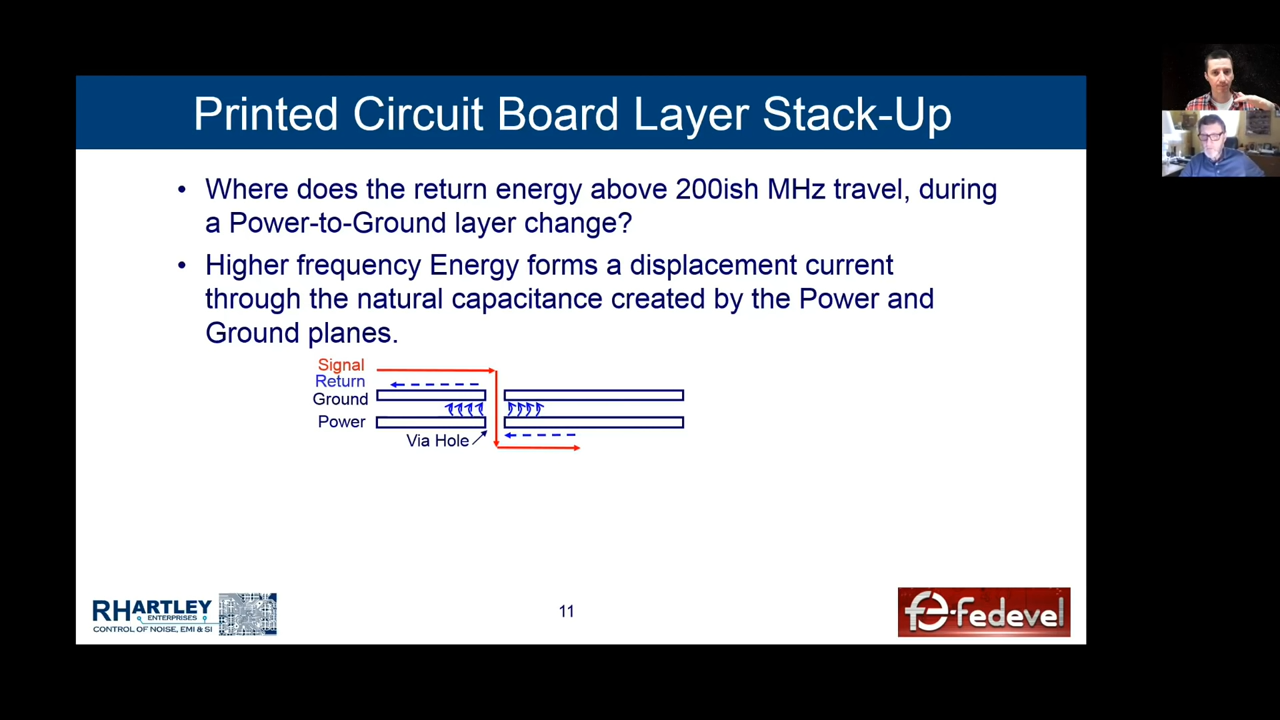 Printed Circuit Board Layer Stack-Up
• Where does the return energy above 200ish MHz travel, during
a Power-to-Ground layer change?
• Higher frequency Energy forms a displacement current
through the natural capacitance created by the Power and
Ground planes.
Signal
Return
Ground
Power
Via Hole
RHARTLEY
ENTERPRISES
CONTROL OF NOISE, EMI & SI
11
fedevel